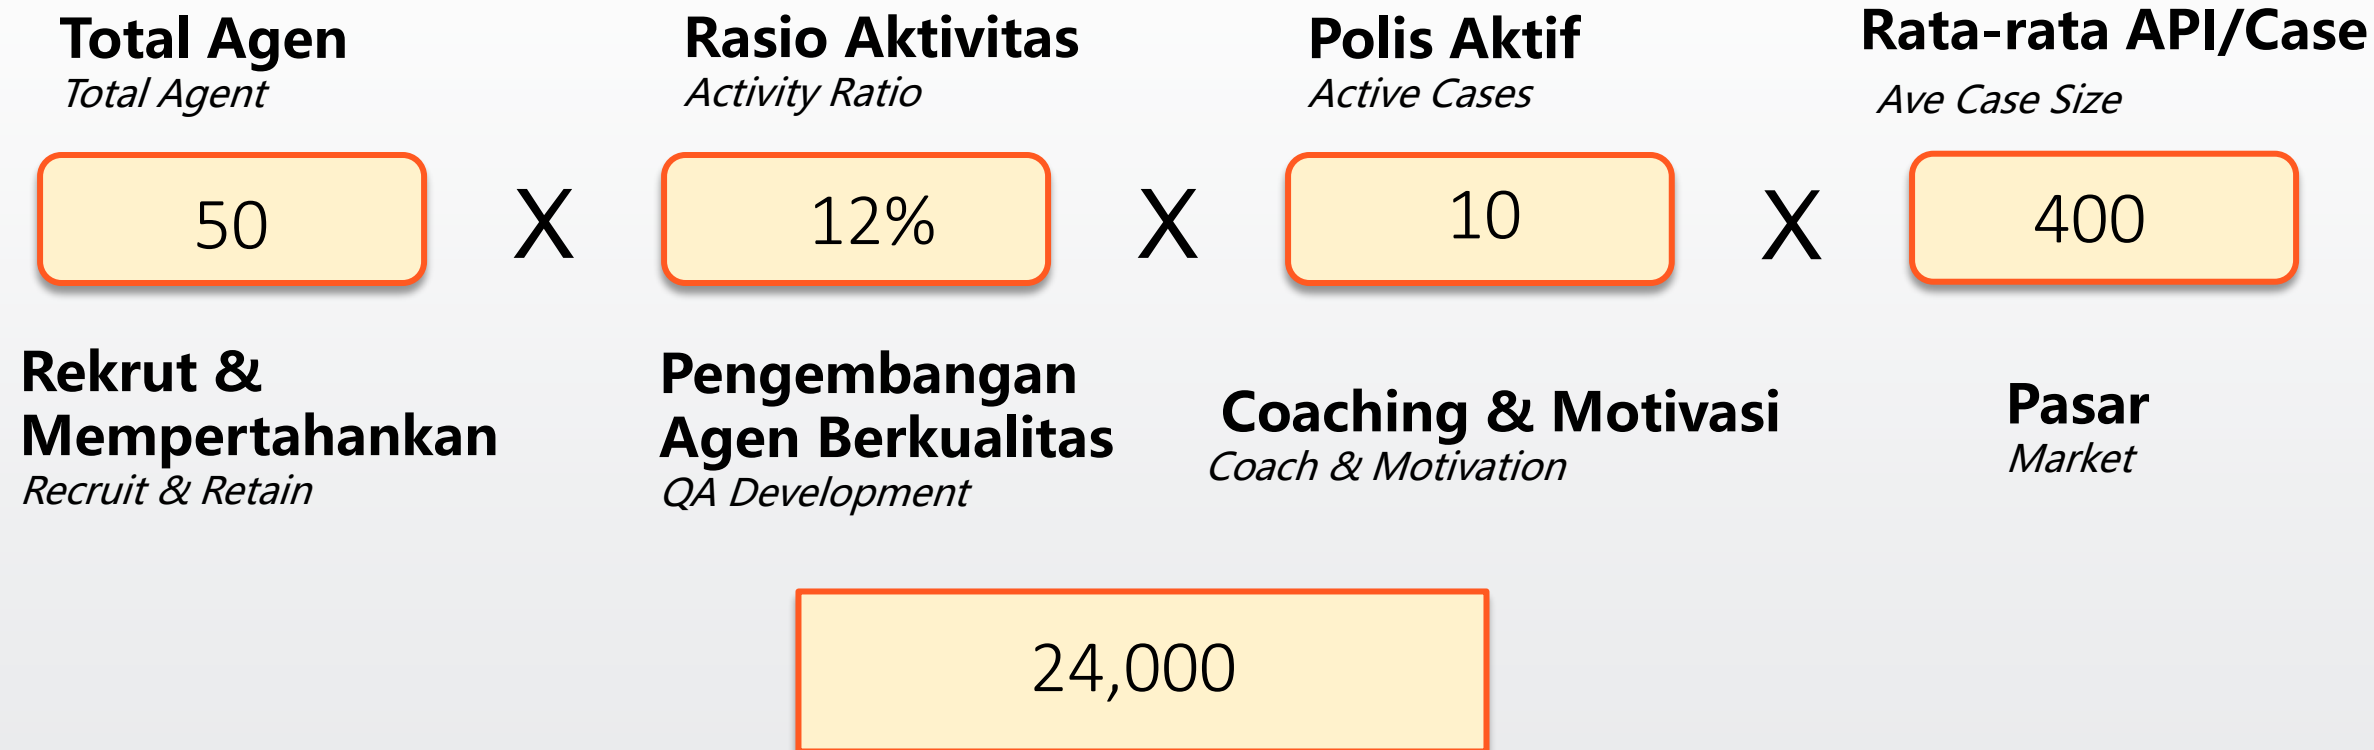 Total Agen
Total Agent
Rasio Aktivitas
Activity Ratio
Polis Aktif
Active Cases
Rata-rata API/Case
Ave Case Size
50
X
12%
X
10
X
400
Rekrut &
Mempertahankan
Recruit & Retain
Pengembangan
Agen Berkualitas
QA Development
Coaching & Motivasi
Coach & Motivation
Pasar
Market
24,000